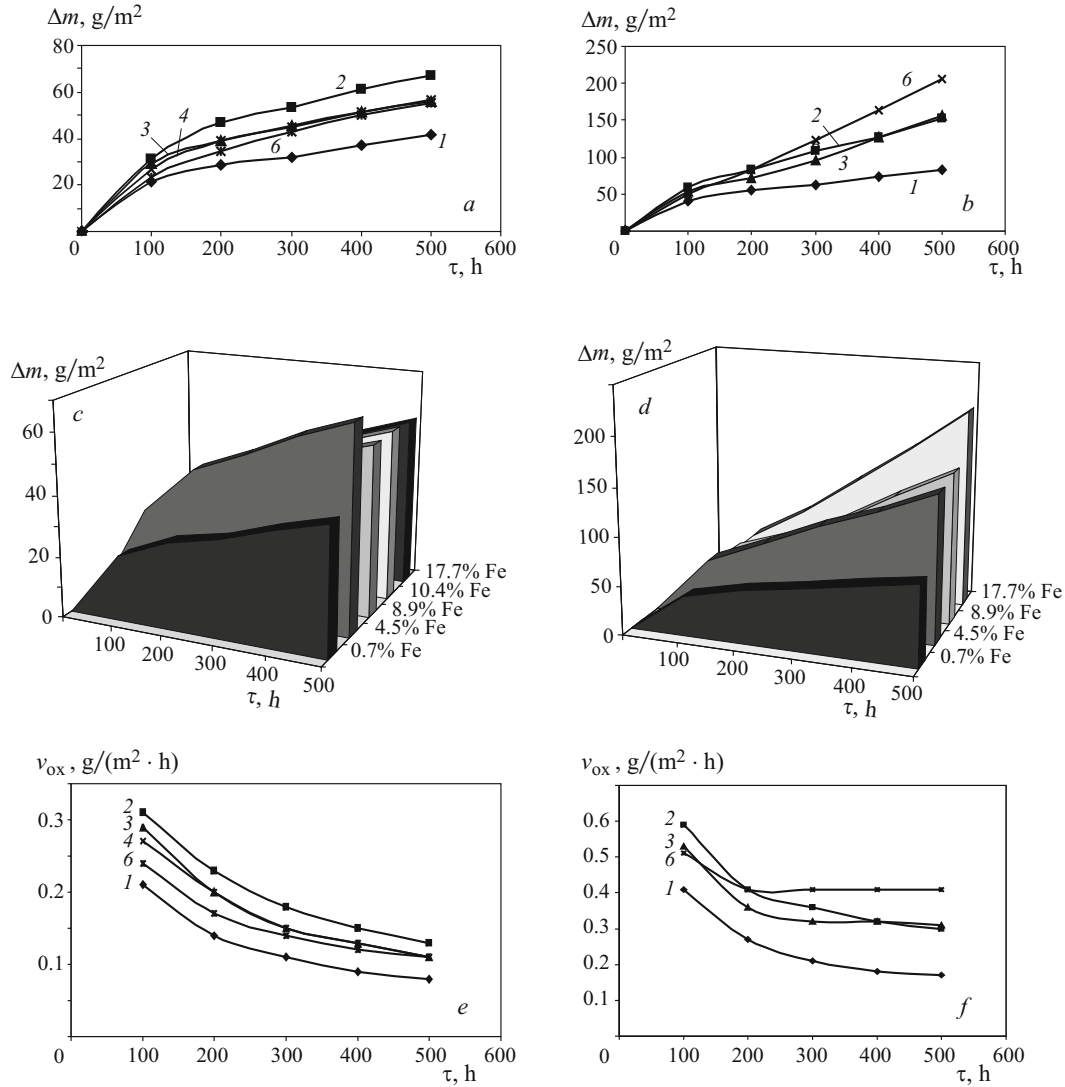 Δm, g/m²
80
60
40
20
0
100 200 300 400 500 600
τ, h
2
3
4
6
1
a
Δm, g/m²
250
200
150
100
50
0
100 200 300 400 500 600
τ, h
6
2
3
1
b
Δm, g/m²
c
60
40
20
0
100
200
300
400
500
τ, h
17.7% Fe
10.4% Fe
8.9% Fe
4.5% Fe
0.7% Fe
Δm, g/m²
d
200
150
100
50
0
100
200
300
400
500
τ, h
17.7% Fe
8.9% Fe
4.5% Fe
0.7% Fe
v_ox , g/(m² · h)
0.3
0.2
0.1
0
100 200 300 400 500 600
τ, h
2
3
4
6
1
e
v_ox , g/(m² · h)
0.6
0.5
0.4
0.3
0.2
0.1
0
100 200 300 400 500 600
τ, h
2
3
6
1
f